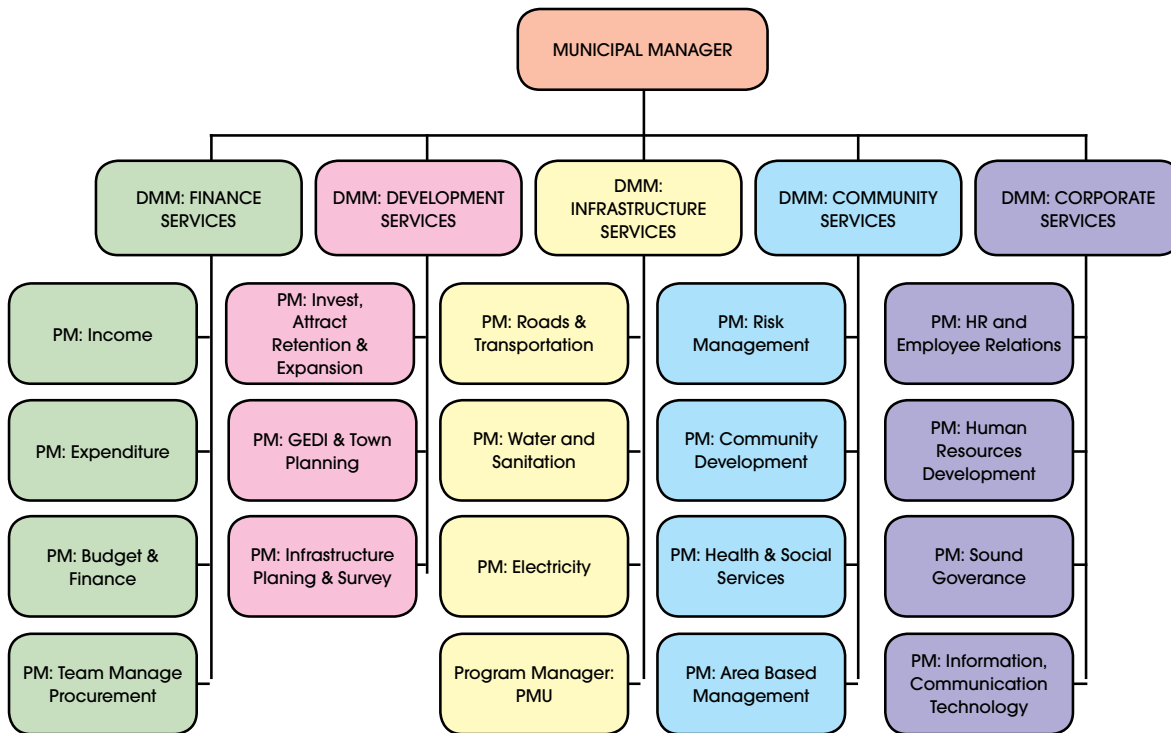 MUNICIPAL MANAGER
DMM: FINANCE
SERVICES
DMM: DEVELOPMENT
SERVICES
DMM:
INFRASTRUCTURE
SERVICES
DMM: COMMUNITY
SERVICES
DMM: CORPORATE
SERVICES
PM: Income
PM: Invest,
Attract
Retention &
Expansion
PM: Roads &
Transportation
PM: Risk
Management
PM: HR and
Employee Relations
PM: Expenditure
PM: GEDI & Town
Planning
PM: Water and
Sanitation
PM: Community
Development
PM: Human
Resources
Development
PM: Budget &
Finance
PM: Infrastructure
Planing & Survey
PM: Electricity
PM: Health & Social
Services
PM: Sound
Goverance
PM: Team Manage
Procurement
Program Manager:
PMU
PM: Area Based
Management
PM: Information,
Communication
Technology